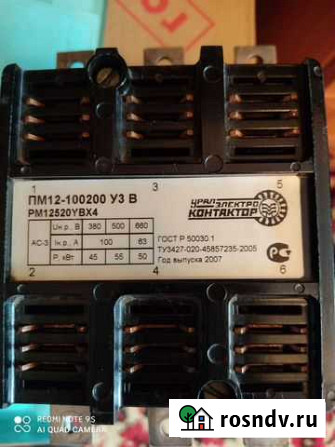 1 3 5
ПМ12-100200 У3 В
PM12520YBX4
Uн.р., В 380 500 660
AC-3 Iн.р., А 100 63
P, кВт 45 55 50
УРАЛ ЭЛЕКТРО
КОНТАКТОР
ГОСТ Р 50030.1
ТУ3427-020-45857235-2005
Год выпуска 2007
2 4 6
REDMI NOTE 9S
AI QUAD CAMERA
rosndv.ru